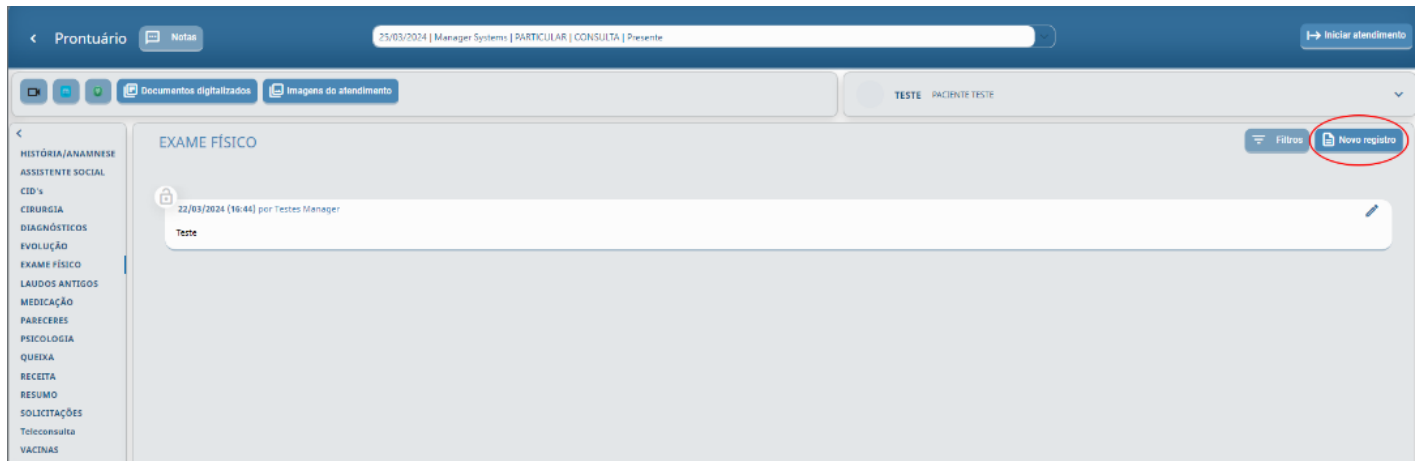 Prontuário
Notas
25/03/2024 | Manager Systems | PARTICULAR | CONSULTA | Presente
Iniciar atendimento
Documentos digitalizados
Imagens do atendimento
TESTE PACIENTE TESTE
HISTÓRIA/ANAMNESE
ASSISTENTE SOCIAL
CID's
CIRURGIA
DIAGNÓSTICOS
EVOLUÇÃO
EXAME FÍSICO
LAUDOS ANTIGOS
MEDICAÇÃO
PARECERES
PSICOLOGIA
QUEIXA
RECEITA
RESUMO
SOLICITAÇÕES
Teleconsulta
VACINAS
EXAME FÍSICO
Filtros
Novo registro
22/03/2024 (16:44) por Testes Manager
Teste